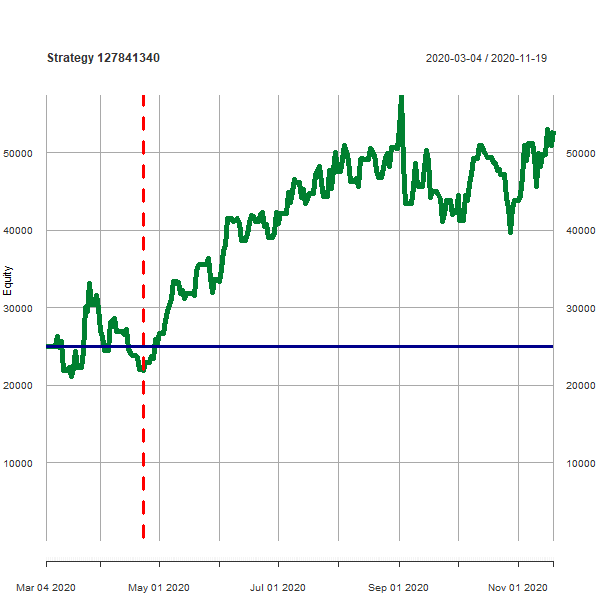 Strategy 127841340
2020-03-04 / 2020-11-19
Equity
50000
50000
40000
40000
30000
30000
20000
20000
10000
10000
Mar 04 2020
May 01 2020
Jul 01 2020
Sep 01 2020
Nov 01 2020